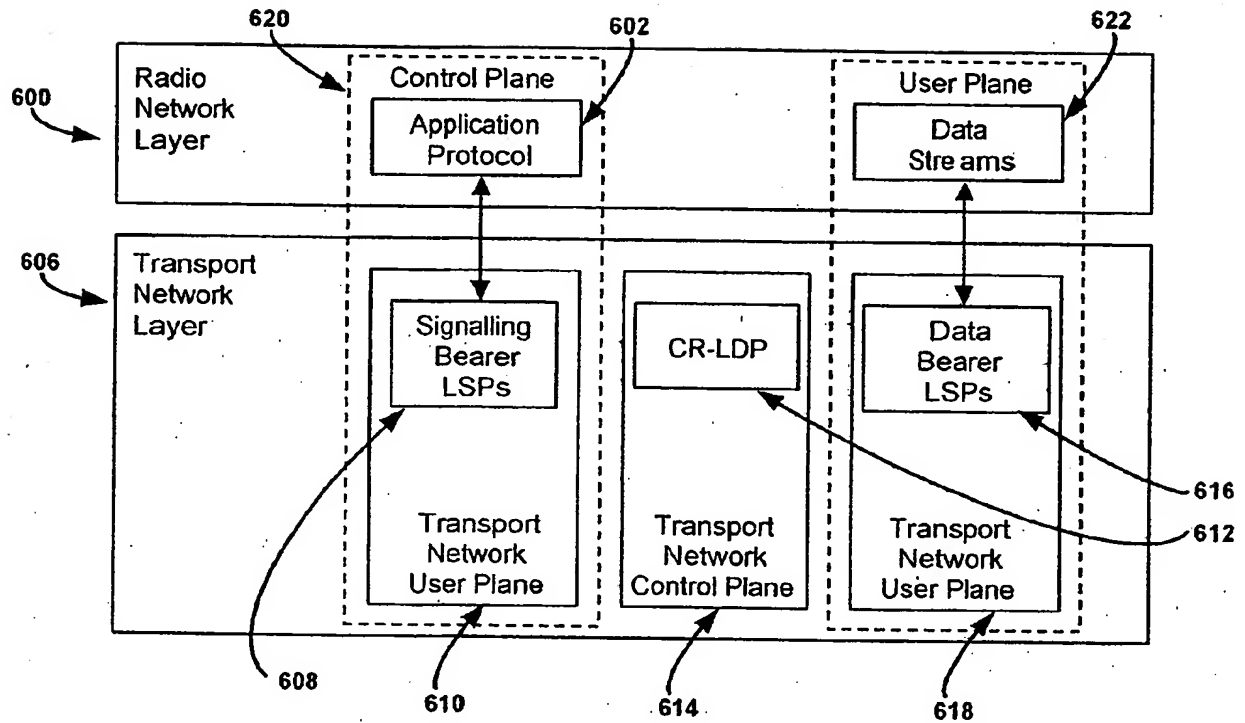 620
602
622
600
Radio
Network
Layer
Control Plane
Application
Protocol
User Plane
Data
Streams
606
Transport
Network
Layer
Signalling
Bearer
LSPs
CR-LDP
Data
Bearer
LSPs
Transport
Network
User Plane
Transport
Network
Control Plane
Transport
Network
User Plane
616
612
608
610
614
618